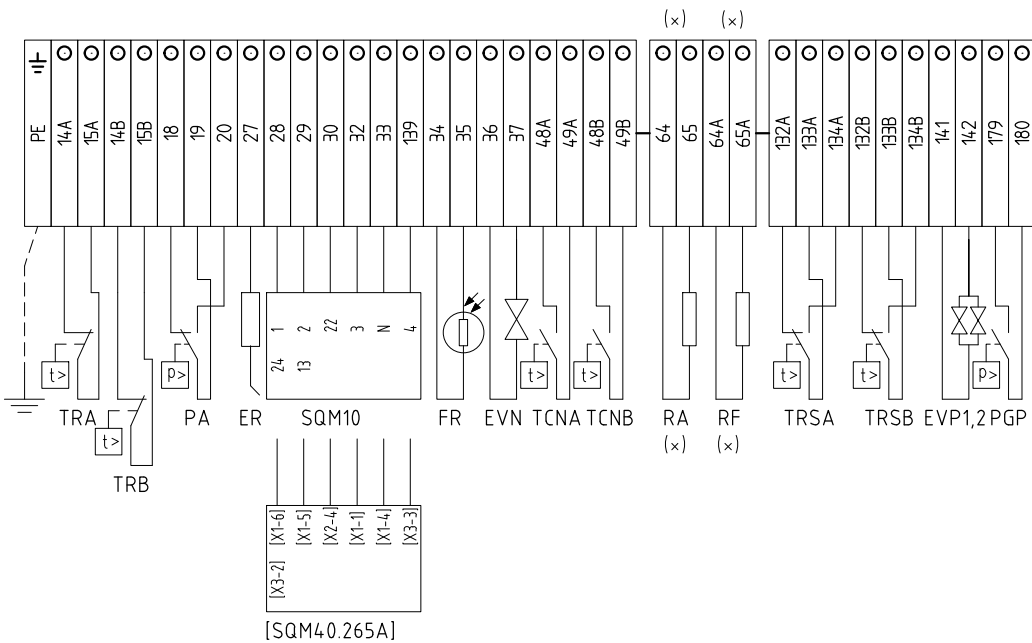 (x) (x)
PE 14A 15A 14B 15B 18 19 20 27 28 29 30 32 33 139 34 35 36 37 48A 49A 48B 49B 64 65 64A 65A 132A 133A 134A 132B 133B 134B 141 142 179 180
1 2 22 3 N 4
24 13
t> p> t> t> t> t> p>
TRA PA ER SQM10 FR EVN TCNA TCNB RA RF TRSA TRSB EVP1,2 PGP
t>
(x) (x)
TRB
[X1-6] [X1-5] [X2-4] [X1-1] [X1-4] [X3-3]
[X3-2]
[SQM40.265A]